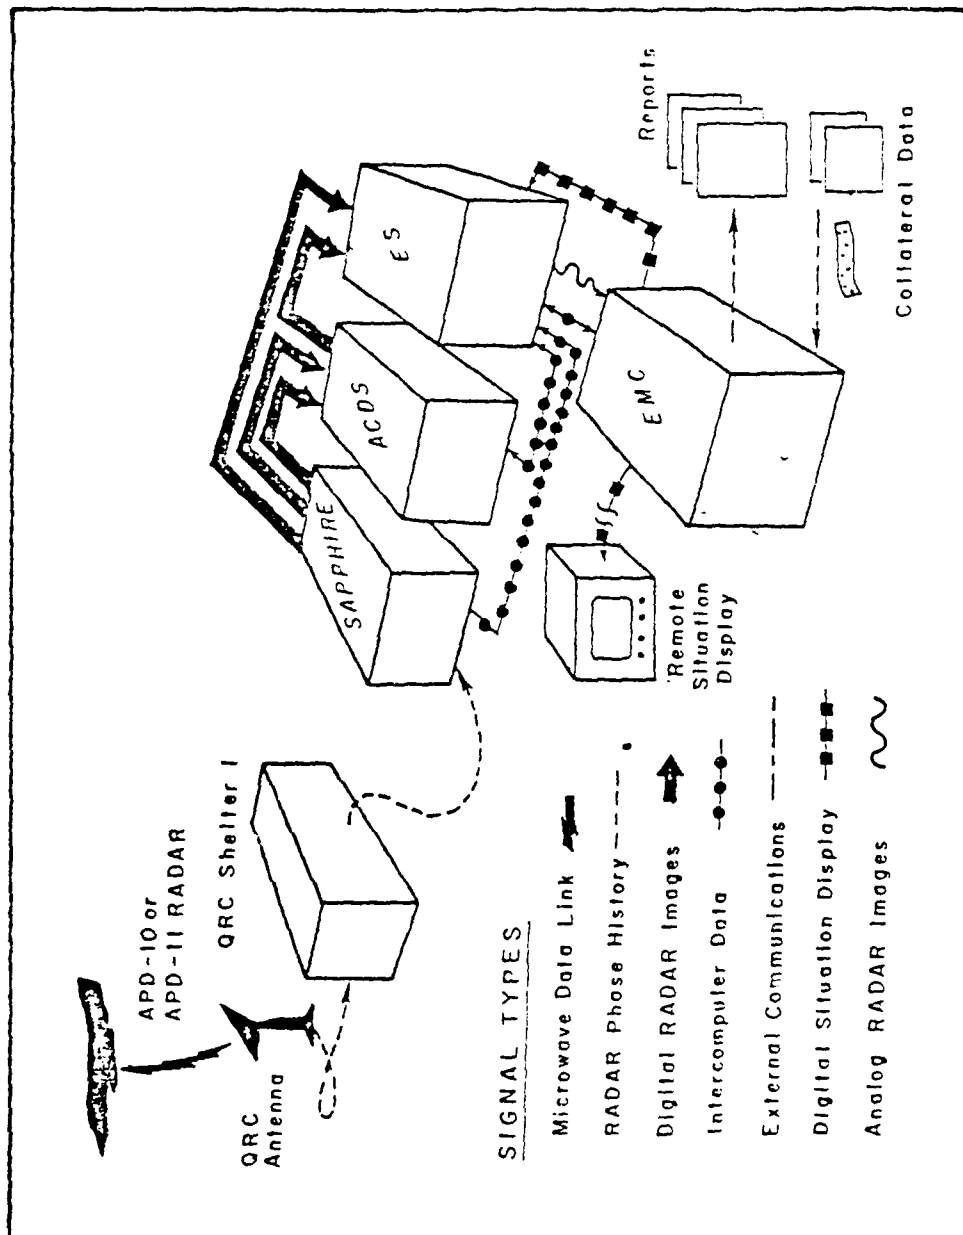 APD-10 or
APD-11 RADAR
QRC Shelter 1
QRC
Antenna
SAPPHIRE
ACDS
ES
EMC
Remote
Situation
Display
Reports
Collateral Data
SIGNAL TYPES
Microwave Data Link
RADAR Phase History
Digital RADAR Images
Intercomputer Data
External Communications
Digital Situation Display
Analog RADAR Images